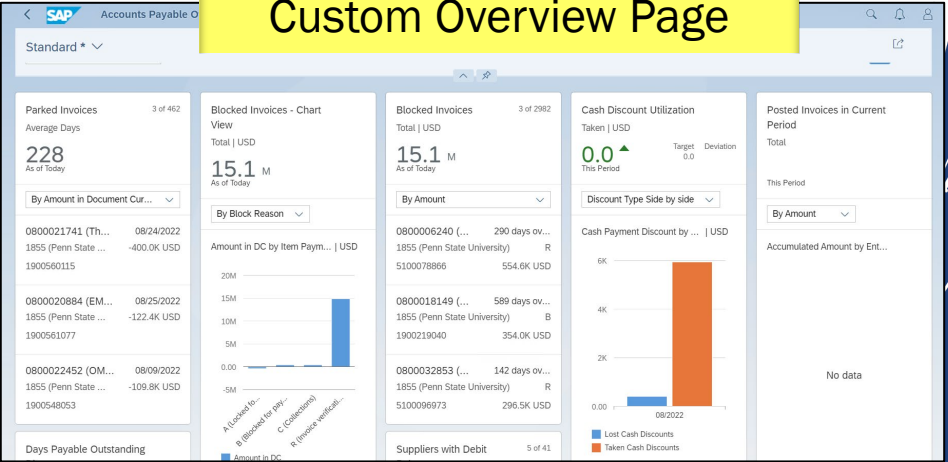 Custom Overview Page
SAP
Accounts Payable O
Standard *
Parked Invoices
3 of 462
Average Days
228
As of Today
By Amount in Document Cur...
0800021741 (Th...
08/24/2022
1855 (Penn State ...
-400.0K USD
1900560115
0800020884 (EM...
08/25/2022
1855 (Penn State ...
-122.4K USD
1900561077
0800022452 (OM...
08/09/2022
1855 (Penn State ...
-109.8K USD
1900548053
Days Payable Outstanding
Blocked Invoices - Chart
View
Total | USD
15.1 M
As of Today
By Block Reason
Amount in DC by Item Paym... | USD
20M
15M
10M
5M
0.00
-5M
A (Locked fo...
B (Blocked for pay...
C (Collections)
R (Invoice verificati...
Amount in DC
Blocked Invoices
3 of 2982
Total | USD
15.1 M
As of Today
By Amount
0800006240 (...
290 days ov...
1855 (Penn State University)
R
5100078866
554.6K USD
0800018149 (...
589 days ov...
1855 (Penn State University)
B
1900219040
354.0K USD
0800032853 (...
142 days ov...
1855 (Penn State University)
R
5100096973
296.5K USD
Suppliers with Debit
5 of 41
Cash Discount Utilization
Taken | USD
0.0
Target
0.0
Deviation
This Period
Discount Type Side by side
Cash Payment Discount by ... | USD
6K
4K
2K
0.00
08/2022
Lost Cash Discounts
Taken Cash Discounts
Posted Invoices in Current
Period
Total
This Period
By Amount
Accumulated Amount by Ent...
No data